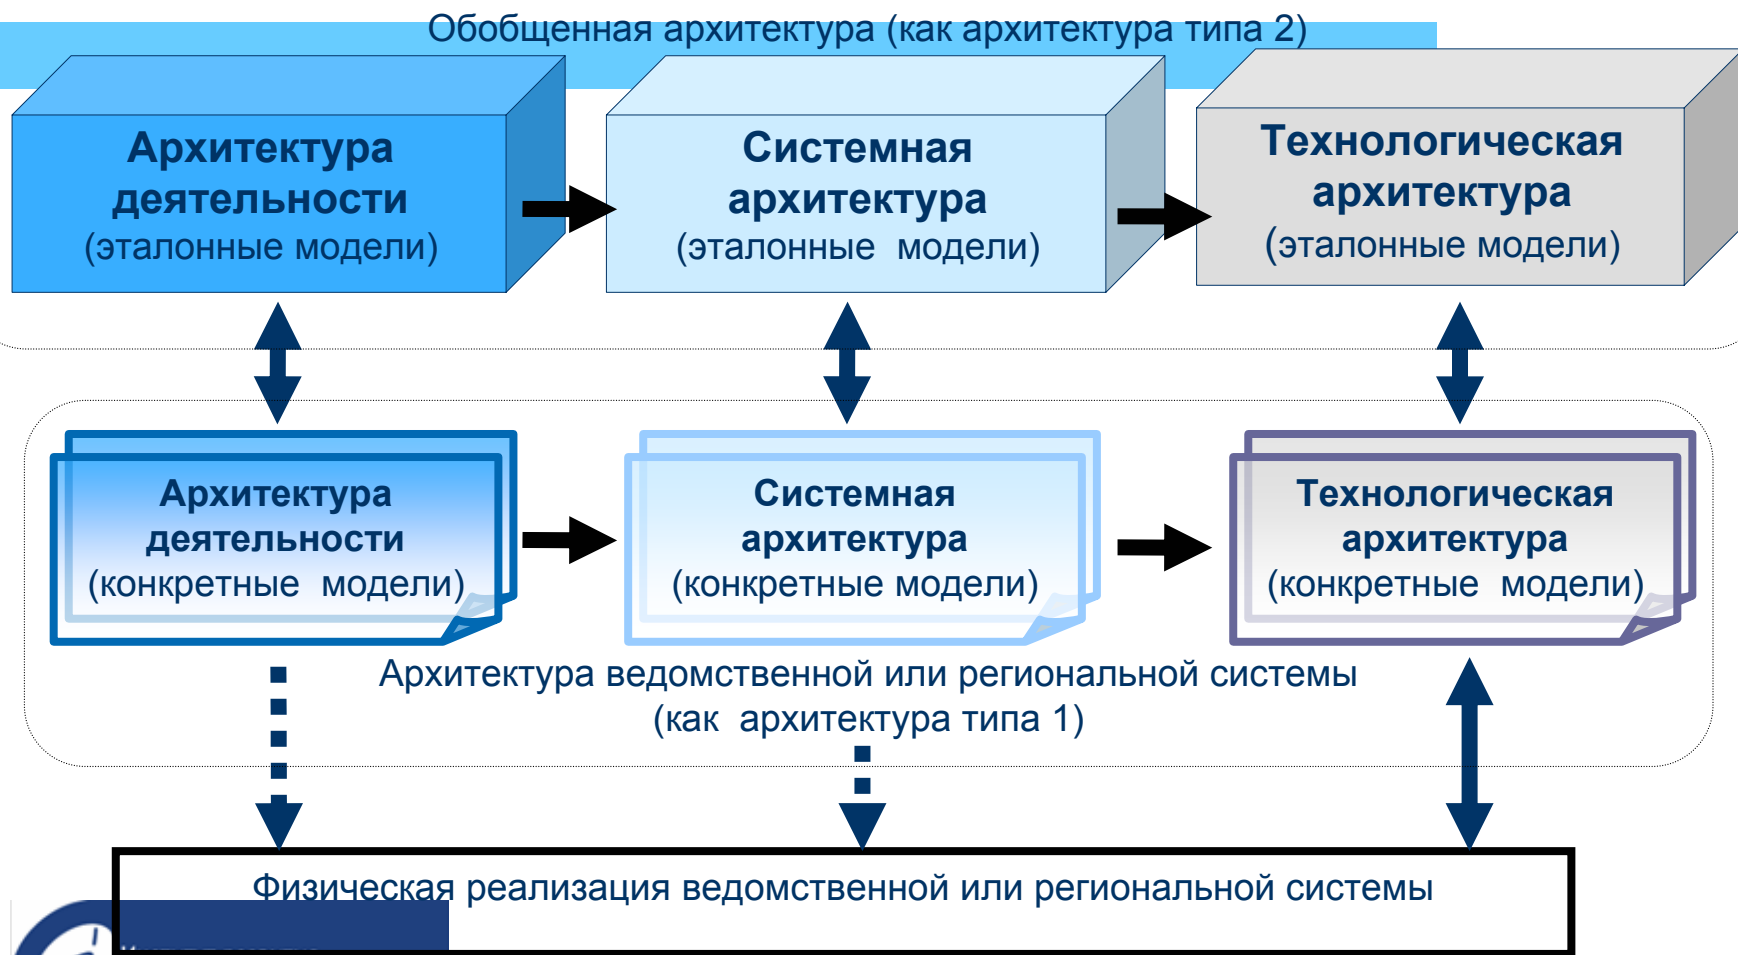 Обобщенная архитектура (как архитектура типа 2)
Архитектура
деятельности
(эталонные модели)
Системная
архитектура
(эталонные модели)
Технологическая
архитектура
(эталонные модели)
Архитектура
деятельности
(конкретные модели)
Системная
архитектура
(конкретные модели)
Технологическая
архитектура
(конкретные модели)
Архитектура ведомственной или региональной системы
(как архитектура типа 1)
Физическая реализация ведомственной или региональной системы